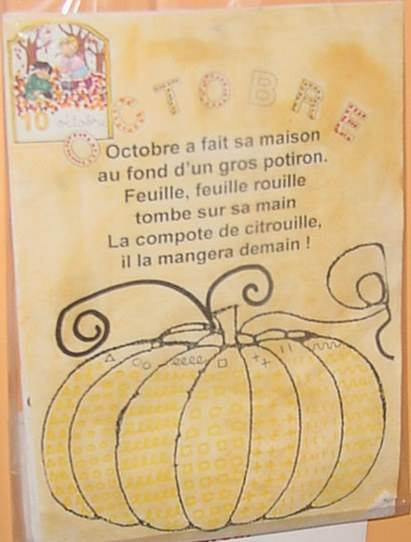 10 octobre
OCTOBRE
Octobre a fait sa maison
au fond d'un gros potiron.
Feuille, feuille rouille
tombe sur sa main
La compote de citrouille,
il la mangera demain !